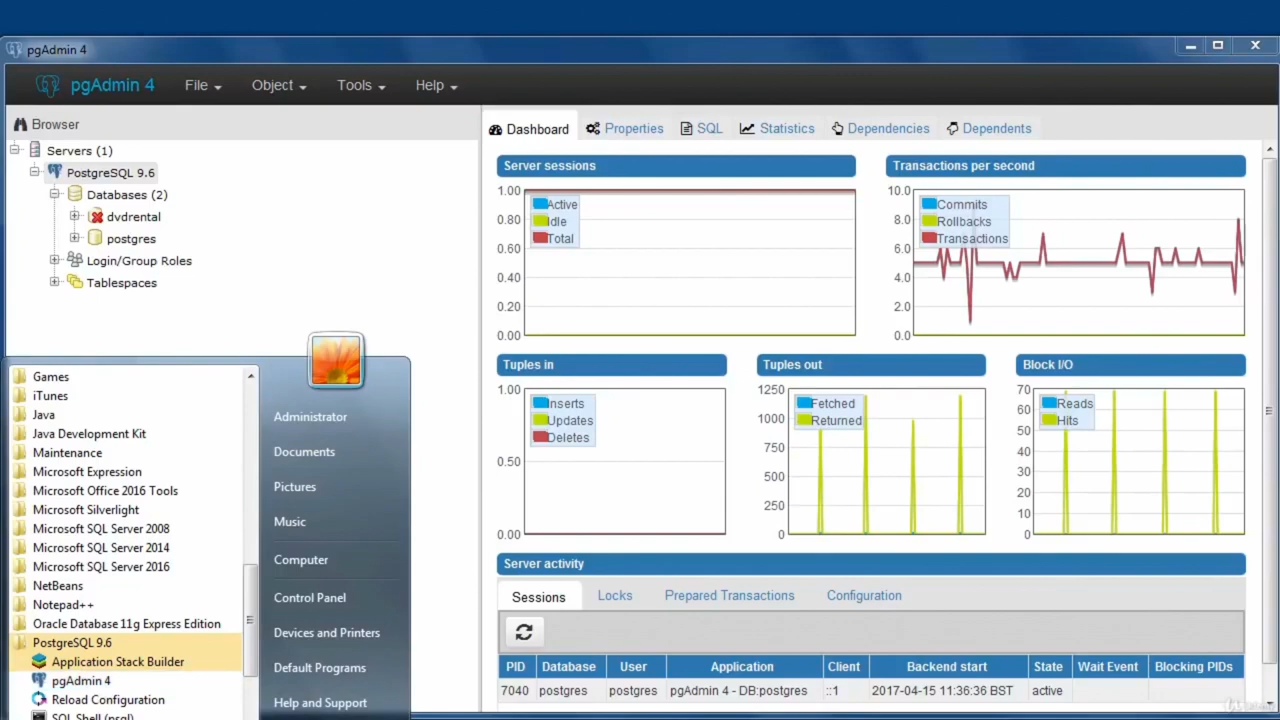 pgAdmin 4
pgAdmin 4 File Object Tools Help
Browser
Servers (1)
PostgreSQL 9.6
Databases (2)
dvdrental
postgres
Login/Group Roles
Tablespaces
Dashboard Properties SQL Statistics Dependencies Dependents
Server sessions
1.00
0.80
0.60
0.40
0.20
0.00
Active
Idle
Total
Transactions per second
10.0
8.0
6.0
4.0
2.0
0.0
Commits
Rollbacks
Transactions
Tuples in
1.00
0.50
0.00
Inserts
Updates
Deletes
Tuples out
1250
1000
750
500
250
0
Fetched
Returned
Block I/O
70
60
50
40
30
20
10
0
Reads
Hits
Server activity
Sessions Locks Prepared Transactions Configuration
PID Database User Application Client Backend start State Wait Event Blocking PIDs
7040 postgres postgres pgAdmin 4 - DB:postgres ::1 2017-04-15 11:36:36 BST active
Games
iTunes
Java
Java Development Kit
Maintenance
Microsoft Expression
Microsoft Office 2016 Tools
Microsoft Silverlight
Microsoft SQL Server 2008
Microsoft SQL Server 2014
Microsoft SQL Server 2016
NetBeans
Notepad++
Oracle Database 11g Express Edition
PostgreSQL 9.6
Application Stack Builder
pgAdmin 4
Reload Configuration
SQL Shell (psql)
Administrator
Documents
Pictures
Music
Computer
Control Panel
Devices and Printers
Default Programs
Help and Support